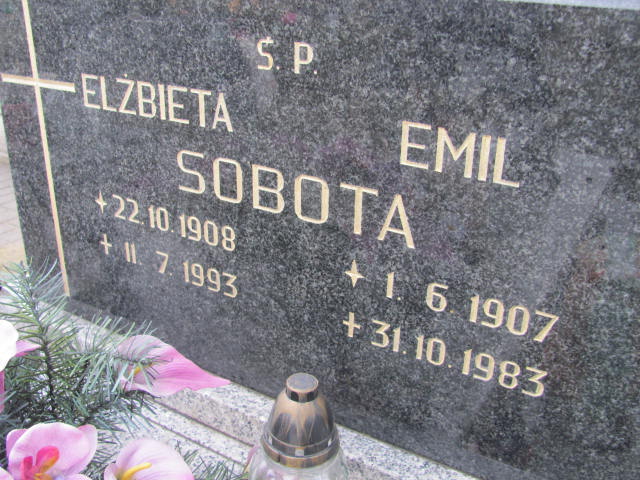 Ś. P.
ELŻBIETA EMIL
SOBOTA
22.10.1908
+ 11. 7. 1993
1. 6. 1907
+ 31.10.1983